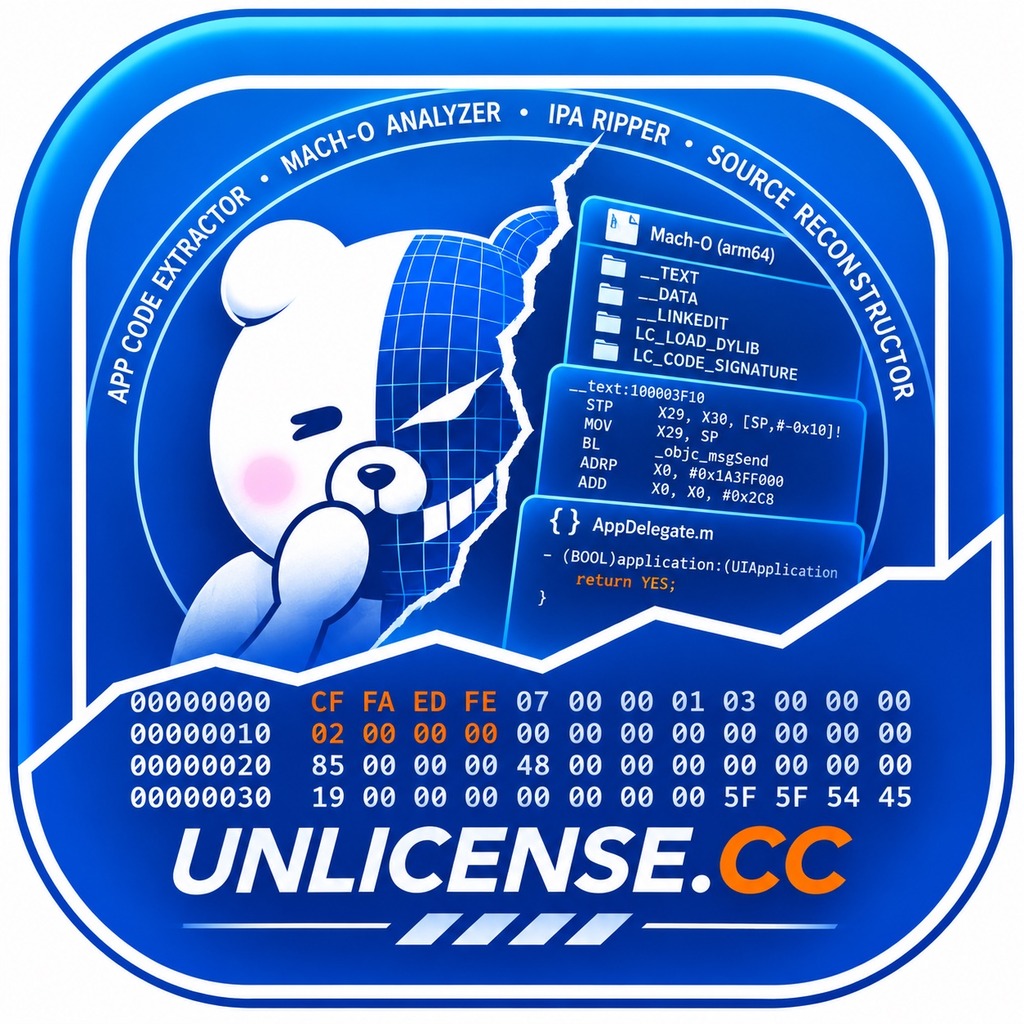 APP CODE EXTRACTOR • MACH-O ANALYZER • IPA RIPPER • SOURCE RECONSTRUCTOR
Mach-O (arm64)
__TEXT
__DATA
__LINKEDIT
LC_LOAD_DYLIB
LC_CODE_SIGNATURE
__text:100003F10
STP X29, X30, [SP,#-0x10]!
MOV X29, SP
BL _objc_msgSend
ADRP X0, #0x1A3FF000
ADD X0, X0, #0x2C8
{} AppDelegate.m
- (BOOL)application:(UIApplication
return YES;
}
00000000 CF FA ED FE 07 00 00 01 03 00 00 00
00000010 02 00 00 00 00 00 00 00 00 00 00 00
00000020 85 00 00 00 48 00 00 00 00 00 00 00
00000030 19 00 00 00 00 00 00 00 5F 5F 54 45
UNLICENSE.CC